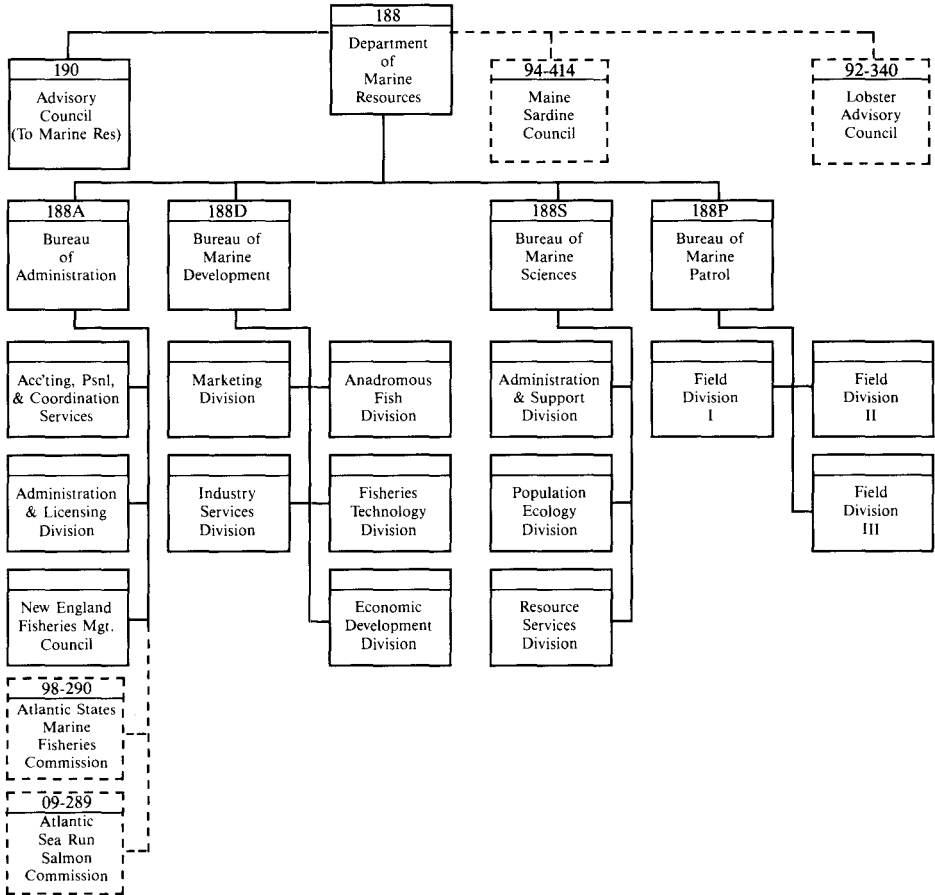 188
Department
of
Marine
Resources
190
Advisory
Council
(To Marine Res)
94-414
Maine
Sardine
Council
92-340
Lobster
Advisory
Council
188A
Bureau
of
Administration
188D
Bureau of
Marine
Development
188S
Bureau of
Marine
Sciences
188P
Bureau of
Marine
Patrol
Acc'ting, Psnl,
& Coordination
Services
Marketing
Division
Anadromous
Fish
Division
Administration
& Support
Division
Field
Division
I
Field
Division
II
Administration
& Licensing
Division
Industry
Services
Division
Fisheries
Technology
Division
Population
Ecology
Division
Field
Division
III
New England
Fisheries Mgt.
Council
Economic
Development
Division
Resource
Services
Division
98-290
Atlantic States
Marine
Fisheries
Commission
09-289
Atlantic
Sea Run
Salmon
Commission